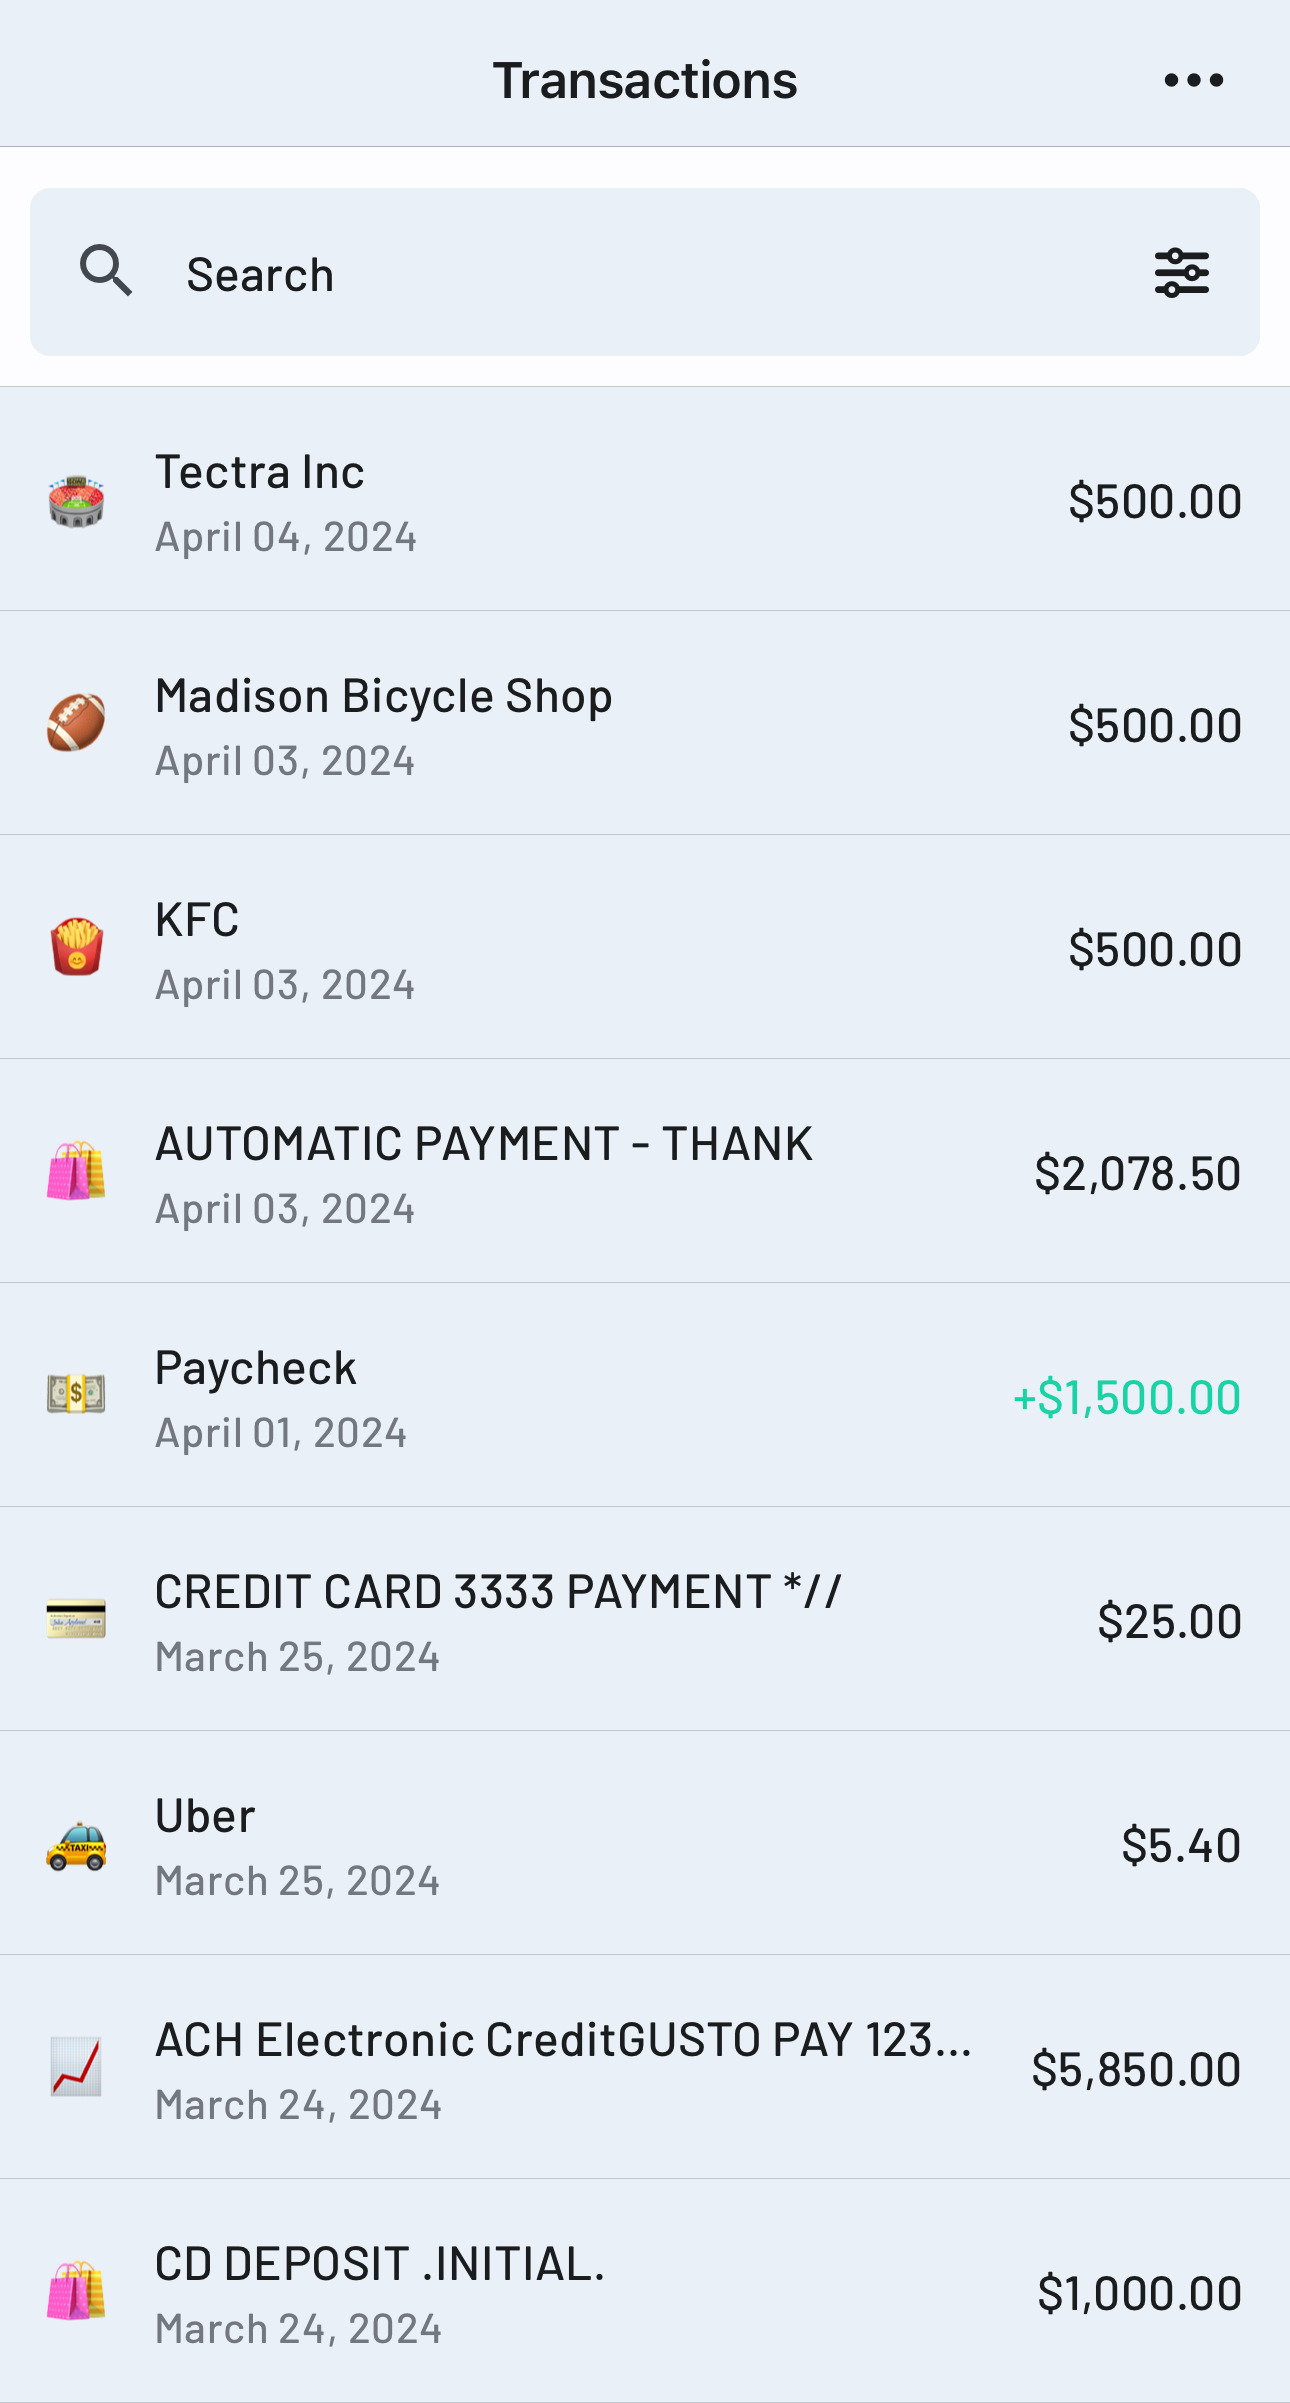 Transactions
Search
Tectra Inc
April 04, 2024
$500.00
Madison Bicycle Shop
April 03, 2024
$500.00
KFC
April 03, 2024
$500.00
AUTOMATIC PAYMENT - THANK
April 03, 2024
$2,078.50
Paycheck
April 01, 2024
+$1,500.00
CREDIT CARD 3333 PAYMENT *//
March 25, 2024
$25.00
TAXI
Uber
March 25, 2024
$5.40
ACH Electronic CreditGUSTO PAY 123...
March 24, 2024
$5,850.00
CD DEPOSIT .INITIAL.
March 24, 2024
$1,000.00